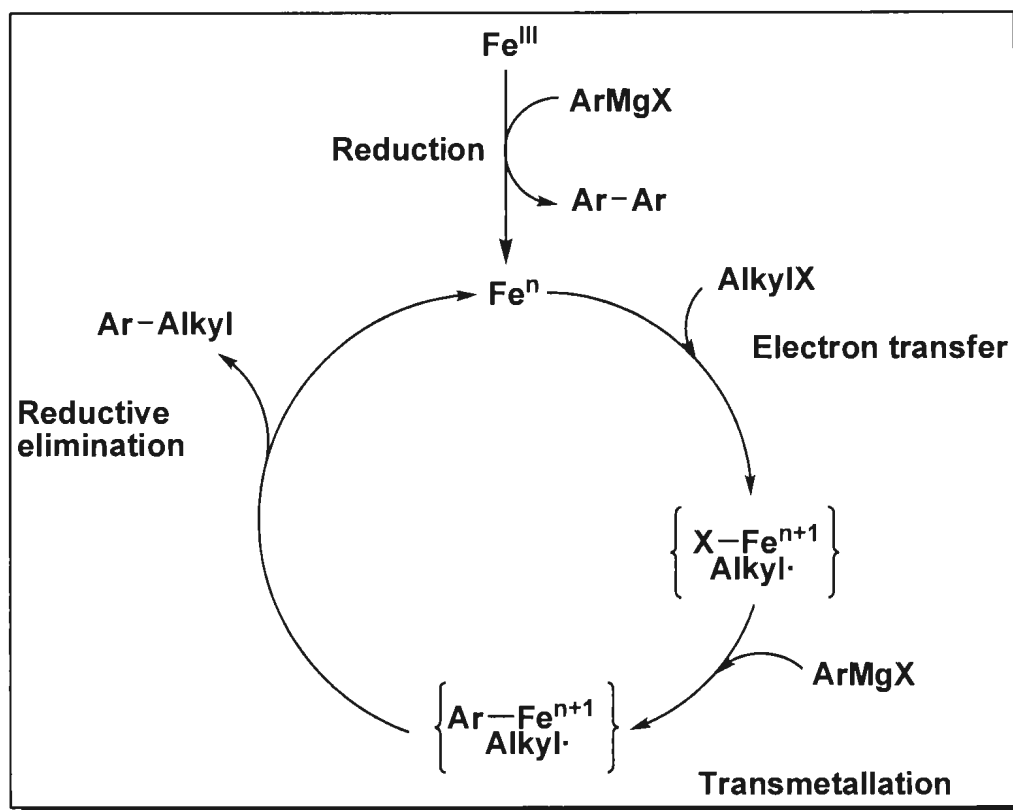 Fe^III
ArMgX
Reduction
Ar–Ar
Fe^n
AlkylX
Ar–Alkyl
Electron transfer
Reductive
elimination
X—Fe^n+1
Alkyl·
ArMgX
Ar—Fe^n+1
Alkyl·
Transmetallation